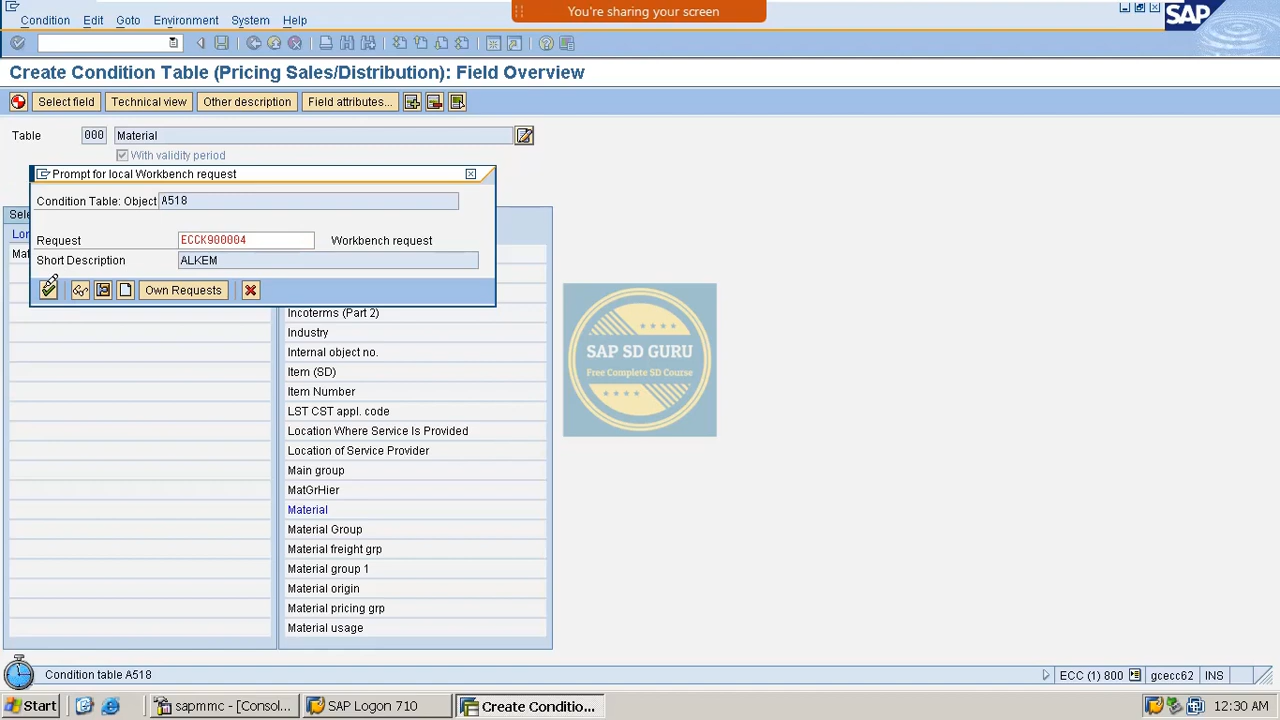 You're sharing your screen
Condition Edit Goto Environment System Help
SAP
Create Condition Table (Pricing Sales/Distribution): Field Overview
Select field Technical view Other description Field attributes...
Table 000 Material
With validity period
Prompt for local Workbench request
Condition Table: Object A518
Request ECCK900004 Workbench request
Short Description ALKEM
Own Requests
Incoterms (Part 2)
Industry
Internal object no.
Item (SD)
Item Number
LST CST appl. code
Location Where Service Is Provided
Location of Service Provider
Main group
MatGrHier
Material
Material Group
Material freight grp
Material group 1
Material origin
Material pricing grp
Material usage
SAP SD GURU
Free Complete SD Course
Condition table A518
ECC (1) 800 gcecc62 INS
Start sapmmc - [Consol... SAP Logon 710 Create Conditio... 12:30 AM